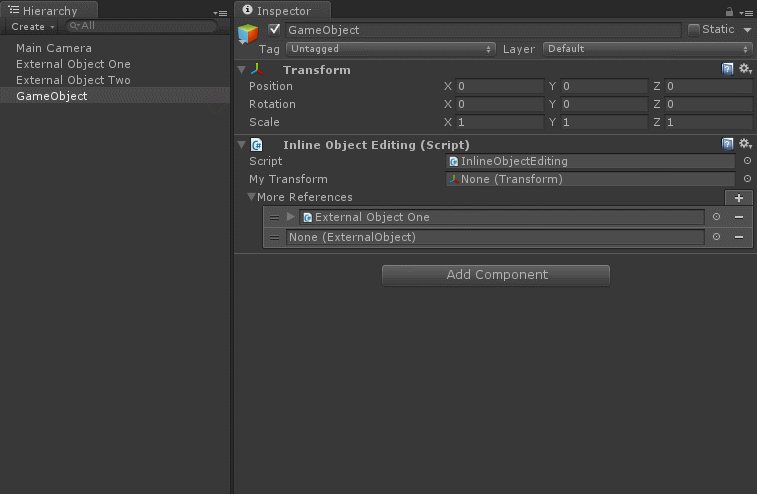 Hierarchy
Create
All
Main Camera
External Object One
External Object Two
GameObject
Inspector
GameObject
Static
Tag Untagged Layer Default
Transform
Position X 0 Y 0 Z 0
Rotation X 0 Y 0 Z 0
Scale X 1 Y 1 Z 1
Inline Object Editing (Script)
Script InlineObjectEditing
My Transform None (Transform)
More References
External Object One
None (ExternalObject)
Add Component